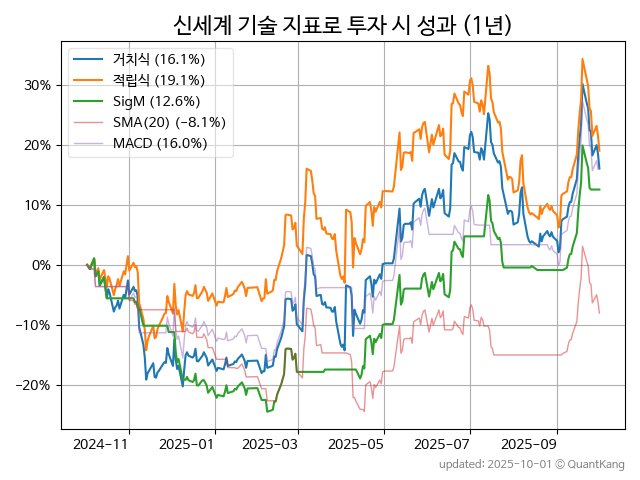 신세계 기술 지표로 투자 시 성과 (1년)
거치식 (16.1%)
적립식 (19.1%)
SigM (12.6%)
SMA(20) (−8.1%)
MACD (16.0%)
30%
20%
10%
0%
−10%
−20%
2024-11 2025-01 2025-03 2025-05 2025-07 2025-09
updated: 2025-10-01 © QuantKang